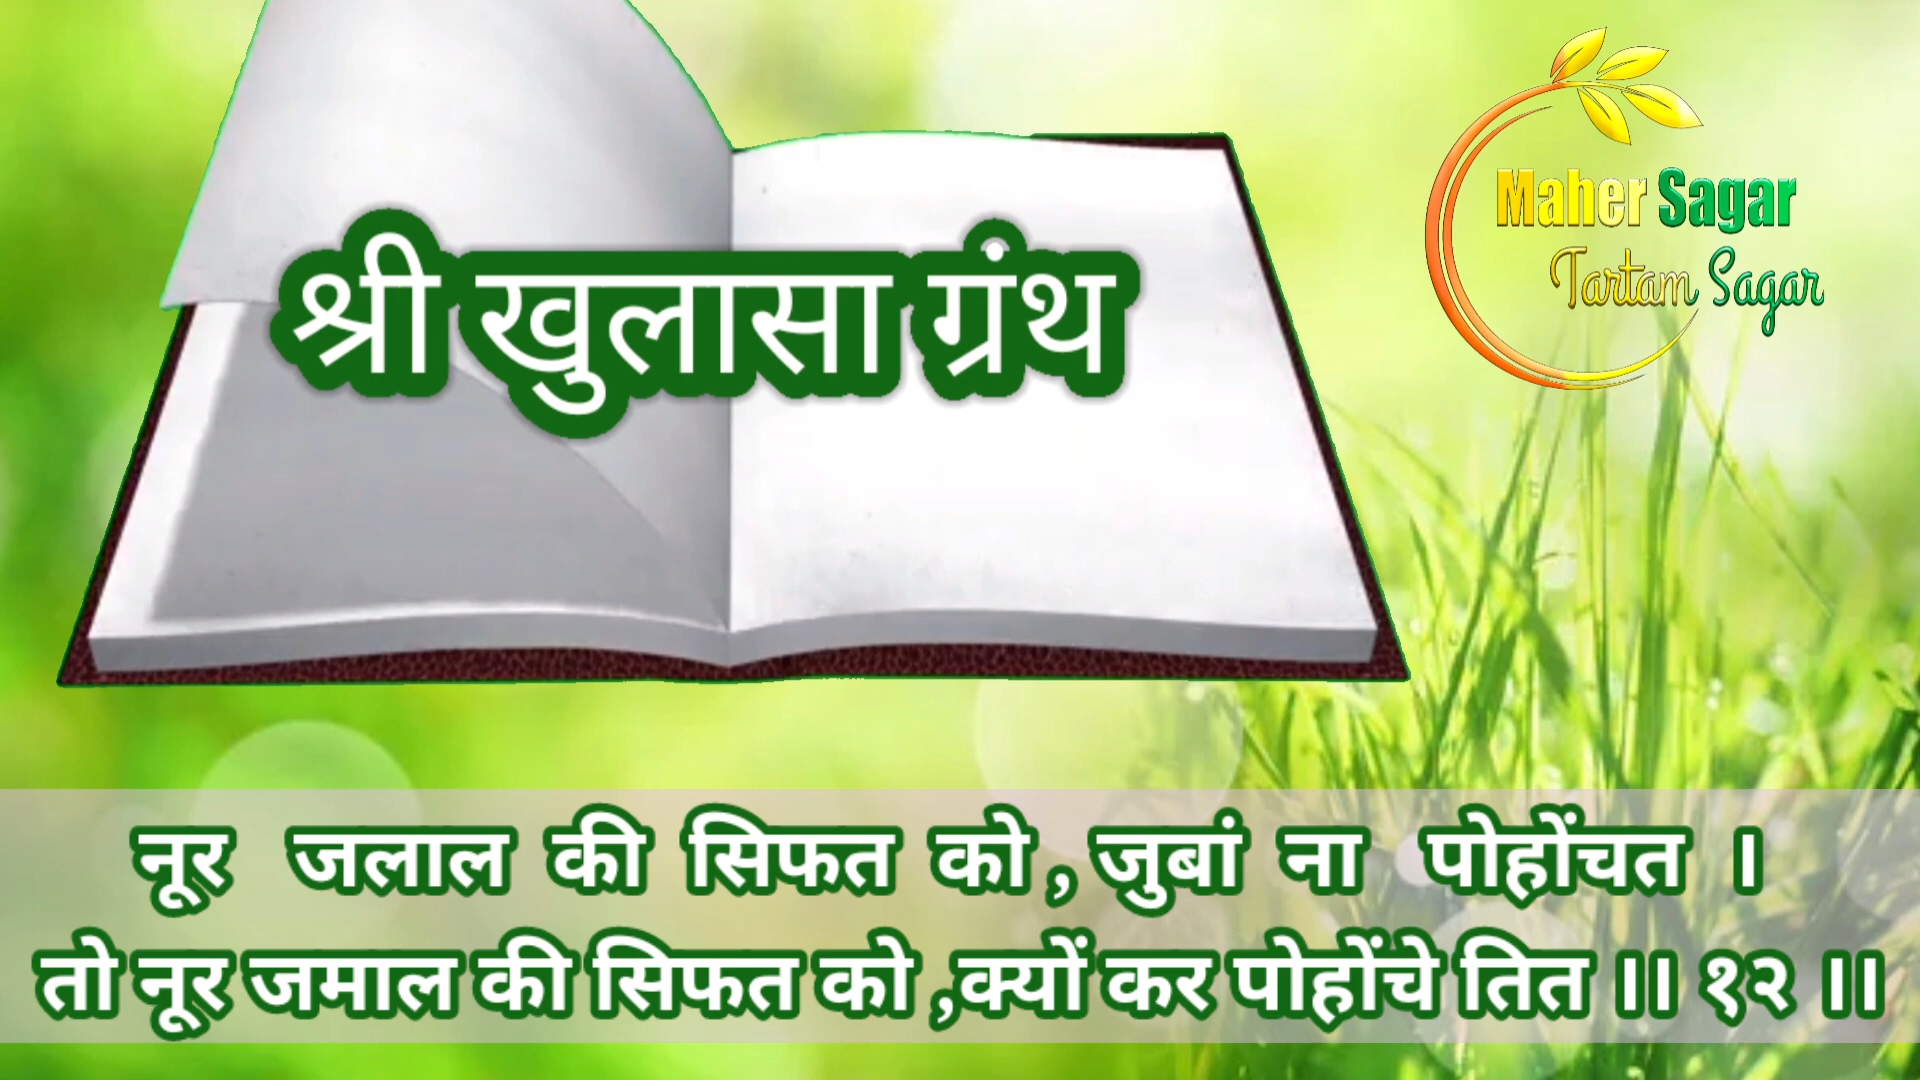 श्री खुलासा ग्रंथ
Maher Sagar
Tartam Sagar
नूर जलाल की सिफत को , जुबां ना पोहोंचत ।
तो नूर जमाल की सिफत को ,क्यों कर पोहोंचे तित ।। १२ ।।